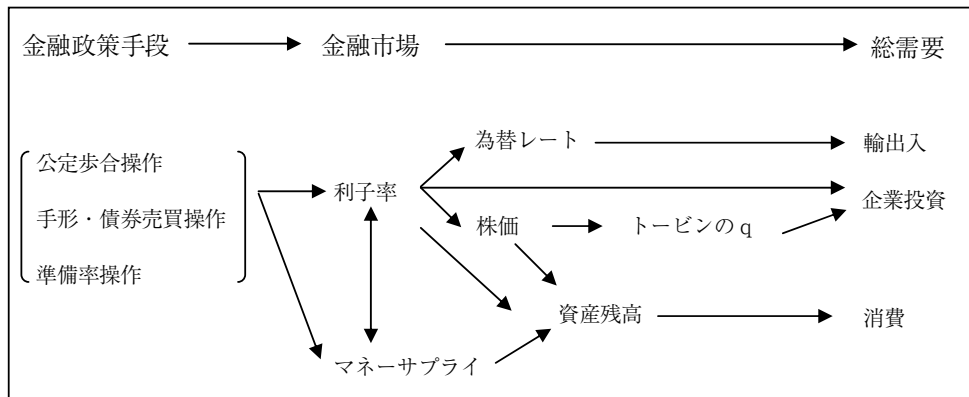 金融政策手段 金融市場 総需要
為替レート 輸出入
公定歩合操作
利子率 企業投資
手形・債券売買操作 株価 トービンのq
準備率操作
資産残高 消費
マネーサプライ